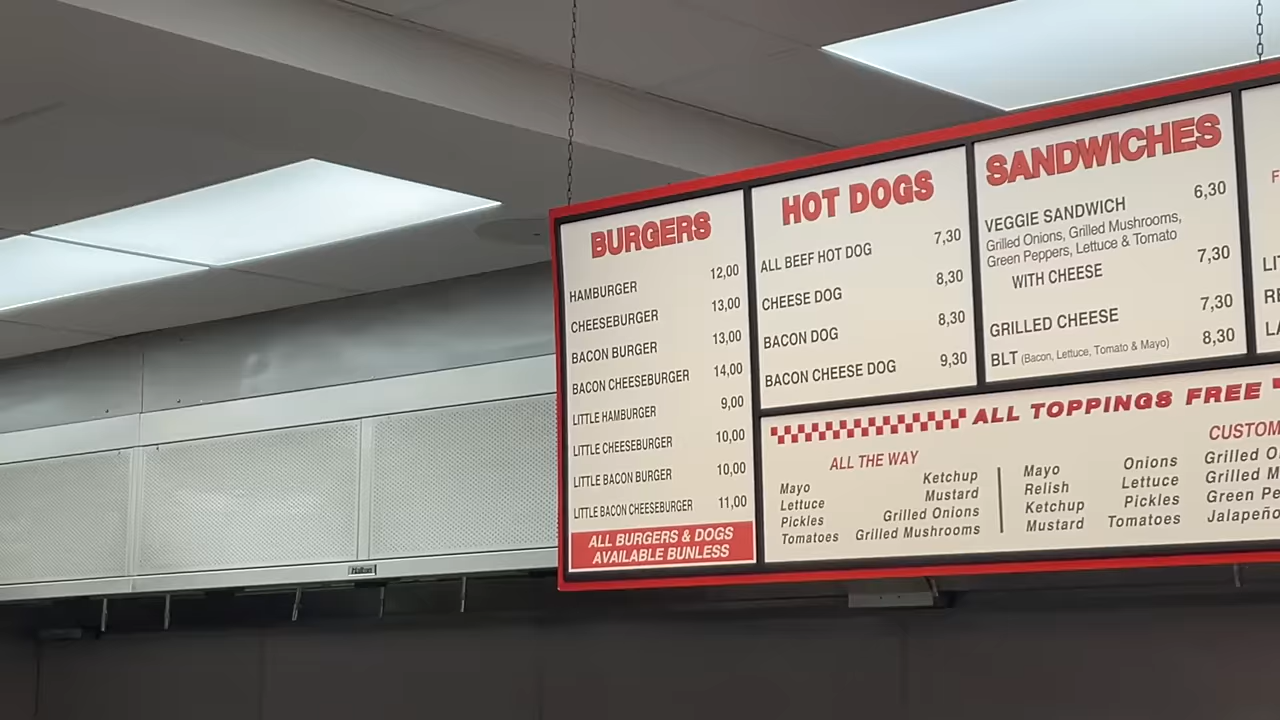 BURGERS
HAMBURGER 12,00
CHEESEBURGER 13,00
BACON BURGER 13,00
BACON CHEESEBURGER 14,00
LITTLE HAMBURGER 9,00
LITTLE CHEESEBURGER 10,00
LITTLE BACON BURGER 10,00
LITTLE BACON CHEESEBURGER 11,00
ALL BURGERS & DOGS
AVAILABLE BUNLESS
HOT DOGS
ALL BEEF HOT DOG 7,30
CHEESE DOG 8,30
BACON DOG 8,30
BACON CHEESE DOG 9,30
SANDWICHES
VEGGIE SANDWICH 6,30
Grilled Onions, Grilled Mushrooms,
Green Peppers, Lettuce & Tomato
WITH CHEESE 7,30
GRILLED CHEESE 7,30
BLT (Bacon, Lettuce, Tomato & Mayo) 8,30
F
LI
RE
LA
ALL TOPPINGS FREE
ALL THE WAY
Mayo Ketchup
Lettuce Mustard
Pickles Grilled Onions
Tomatoes Grilled Mushrooms
Mayo Onions
Relish Lettuce
Ketchup Pickles
Mustard Tomatoes
CUSTOM
Grilled O
Grilled M
Green Pe
Jalapeño
Halton